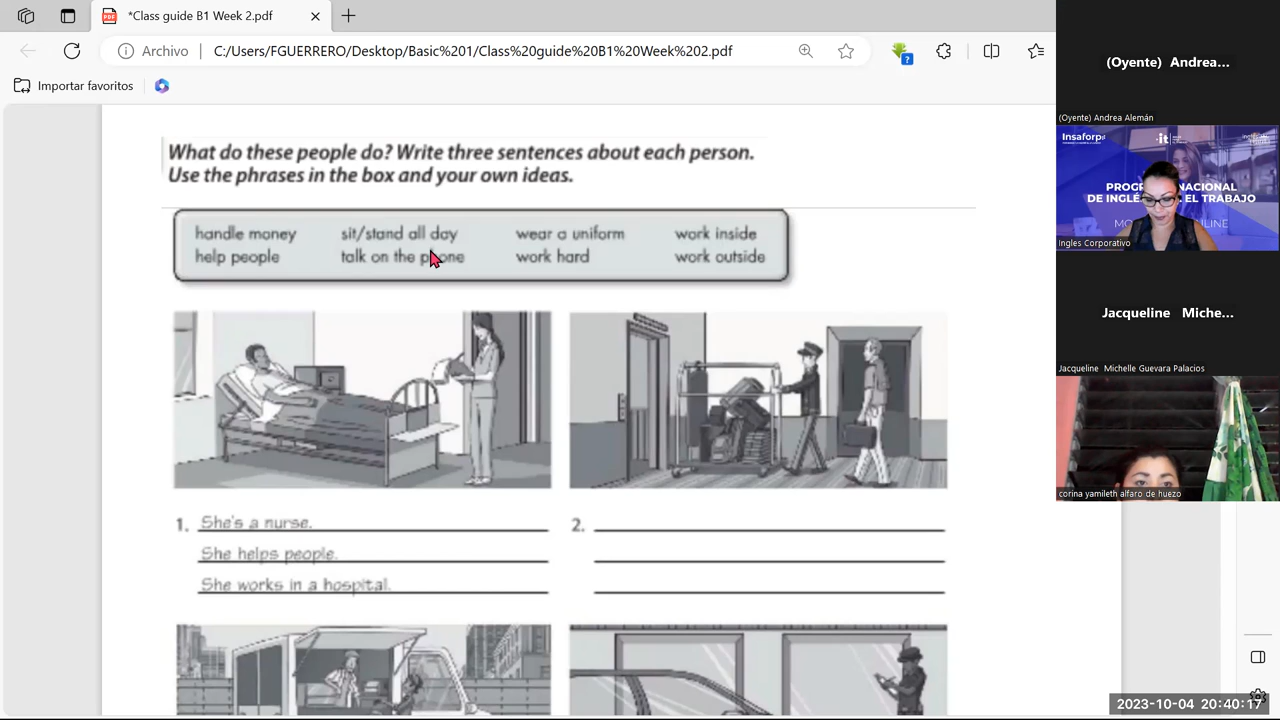 *Class guide B1 Week 2.pdf
Archivo
C:/Users/FGUERRERO/Desktop/Basic%201/Class%20guide%20B1%20Week%202.pdf
Importar favoritos
What do these people do? Write three sentences about each person.
Use the phrases in the box and your own ideas.
handle money sit/stand all day wear a uniform work inside
help people talk on the phone work hard work outside
1. She's a nurse.
She helps people.
She works in a hospital.
2.
(Oyente) Andrea...
(Oyente) Andrea Alemán
Insaforp
PROG NACIONAL
DE INGLÉ EL TRABAJO
Ingles Corporativo
Jacqueline Miche...
Jacqueline Michelle Guevara Palacios
corina yamileth alfaro de huezo
2023-10-04 20:40:17